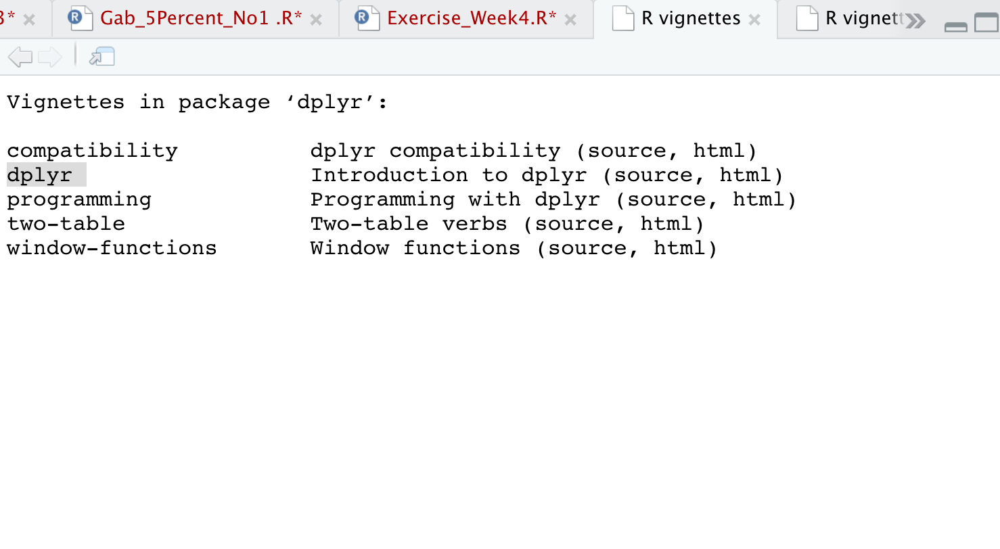 3* Gab_5Percent_No1 .R* Exercise_Week4.R* R vignettes R vignett
Vignettes in package ‘dplyr’:
compatibility dplyr compatibility (source, html)
dplyr Introduction to dplyr (source, html)
programming Programming with dplyr (source, html)
two-table Two-table verbs (source, html)
window-functions Window functions (source, html)